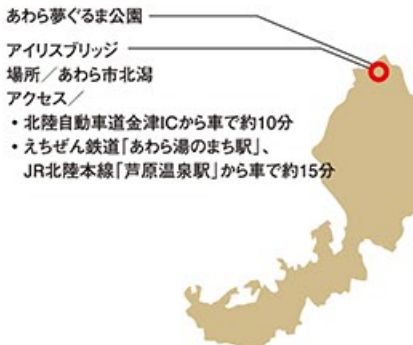 あわら夢ぐるま公園
アイリスブリッジ
場所／あわら市北潟
アクセス／
・北陸自動車道金津ICから車で約10分
・えちぜん鉄道「あわら湯のまち駅」、
JR北陸本線「芦原温泉駅」から車で約15分